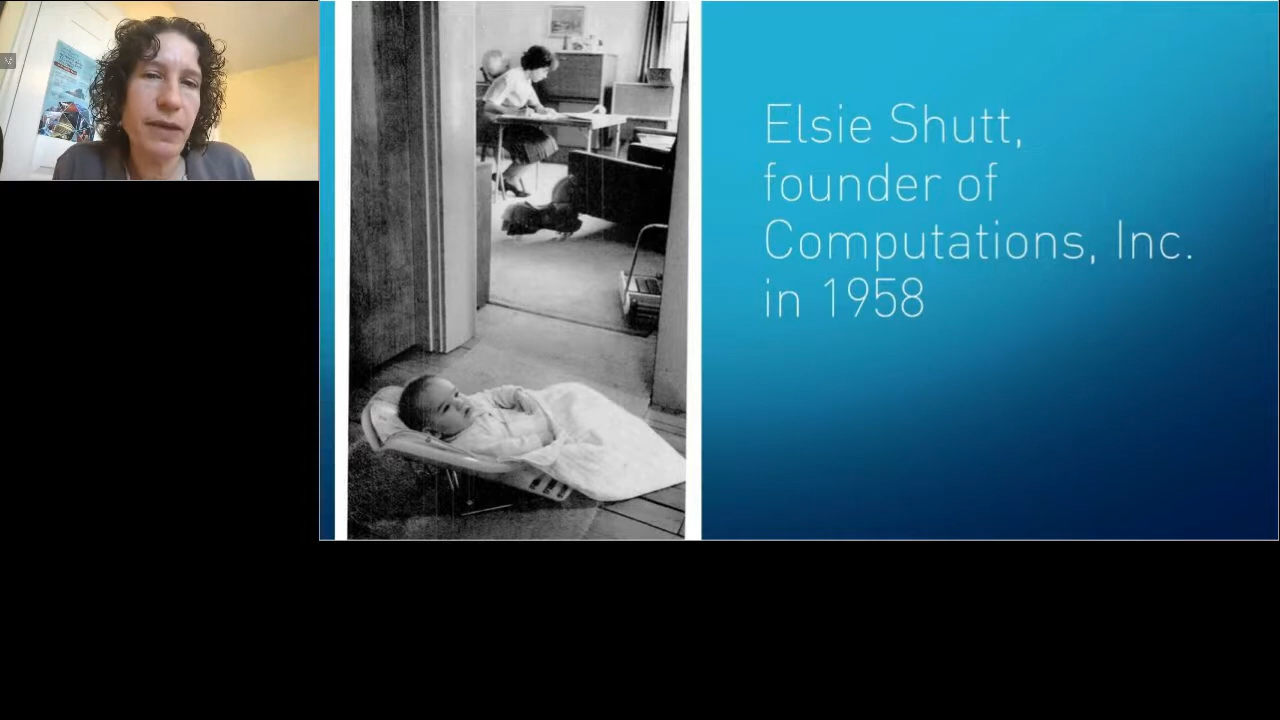 Elsie Shutt,
founder of
Computations, Inc.
in 1958